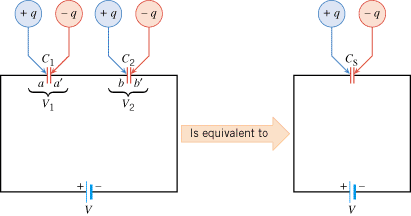 + q – q + q – q + q – q
C1 C2 Cs
a a′ b b′
V1 V2
Is equivalent to
+ – + –
V V